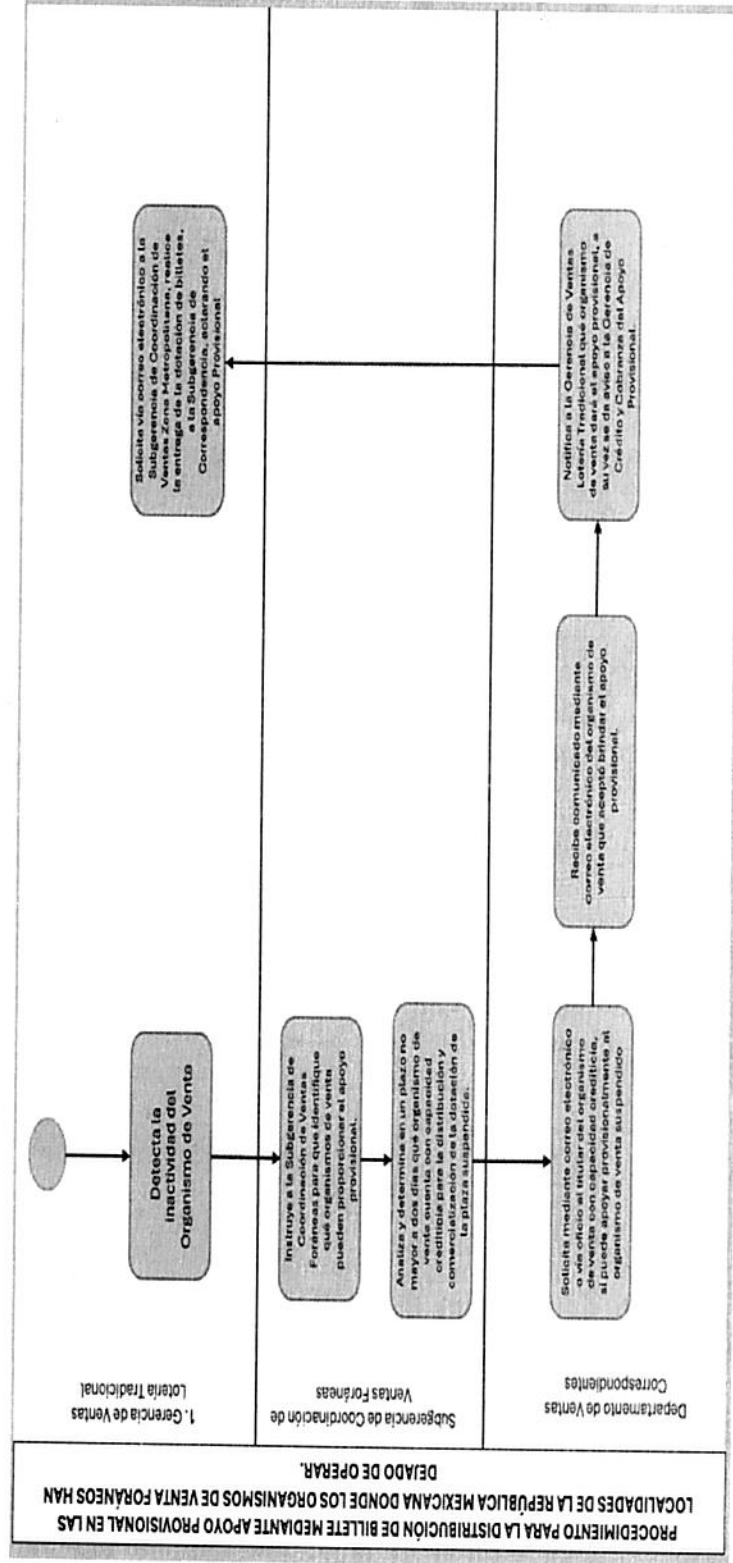 PROCEDIMIENTO PARA LA DISTRIBUCIÓN DE BILLETE MEDIANTE APOYO PROVISIONAL EN LAS
LOCALIDADES DE LA REPÚBLICA MEXICANA DONDE LOS ORGANISMOS DE VENTA FORÁNEOS HAN
DEJADO DE OPERAR.
1. Gerencia de Ventas
Lotería Tradicional
Detecta la
inactividad del
Organismo de Venta
Solicita vía correo electrónico a la
Subgerencia de Coordinación de
Ventas Zona Metropolitana, realice
la entrega de la dotación de billetes,
a la Subgerencia de
Correspondencia, aclarando el
apoyo Provisional
Subgerencia de Coordinación de
Ventas Foráneas
Instruye a la Subgerencia de
Coordinación de Ventas
Foráneas para que identifique
qué organismos de venta
pueden proporcionar el apoyo
provisional.
Analiza y determina en un plazo no
mayor a dos días qué organismo de
venta cuenta con capacidad
crediticia para la distribución y
comercialización de la dotación de
la plaza suspendida.
Departamento de Ventas
Correspondientes
Solicita mediante correo electrónico
o vía oficio al titular del organismo
de venta con capacidad crediticia,
si puede apoyar provisionalmente al
organismo de venta suspendido
Recibe comunicado mediante
correo electrónico del organismo de
venta que aceptó brindar el apoyo
provisional.
Notifica a la Gerencia de Ventas
Lotería Tradicional qué organismo
de venta dará el apoyo provisional, a
su vez se da aviso a la Gerencia de
Crédito y Cobranza del Apoyo
Provisional.